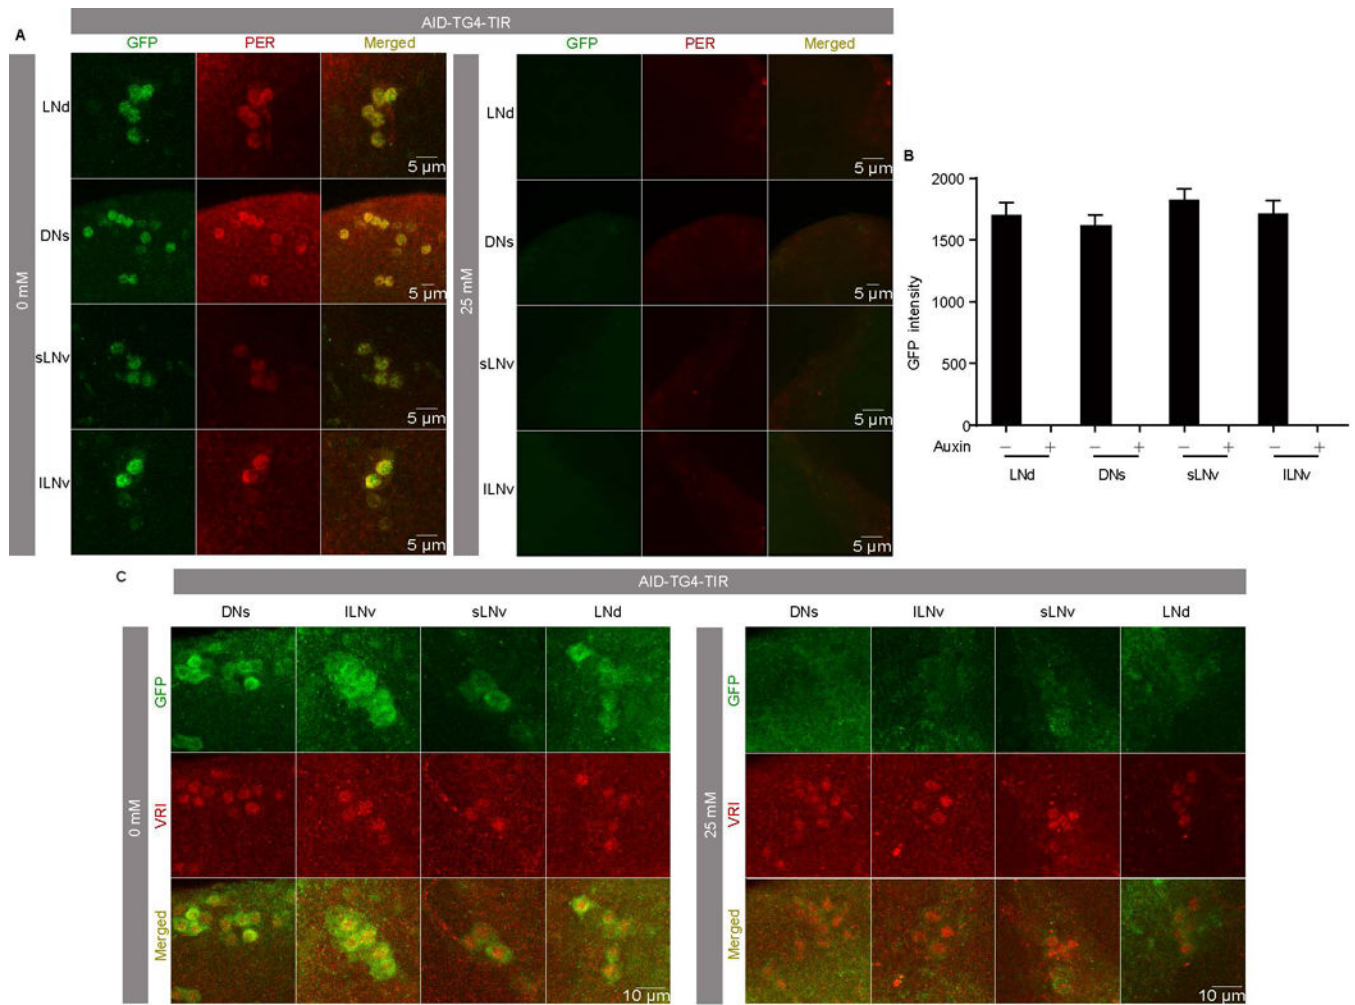 AID-TG4-TIR
A
GFP PER Merged GFP PER Merged
0 mM
25 mM
LNd
5 µm
LNd
5 µm
DNs
5 µm
DNs
5 µm
sLNv
5 µm
sLNv
5 µm
lLNv
5 µm
lLNv
5 µm
B
GFP intensity
2000
1500
1000
500
0
Auxin − + − + − + − +
LNd DNs sLNv lLNv
C
AID-TG4-TIR
DNs lLNv sLNv LNd DNs lLNv sLNv LNd
0 mM
GFP
VRI
Merged
10 µm
25 mM
GFP
VRI
Merged
10 µm